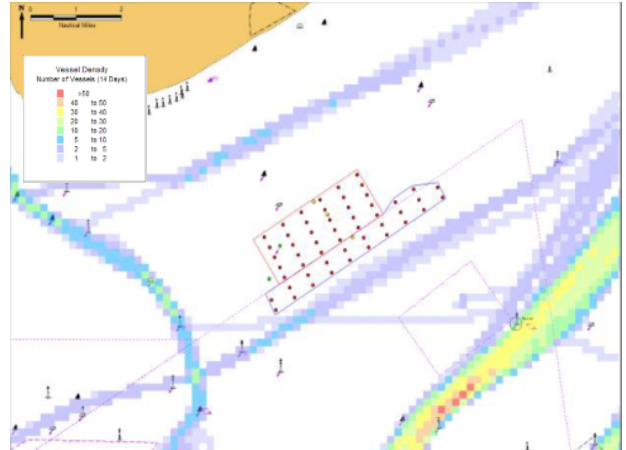 N
0 1 2
Nautical Miles
Vessel Density
Number of Vessels (14 Days)
>50
40 to 50
30 to 40
20 to 30
10 to 20
5 to 10
2 to 5
1 to 2